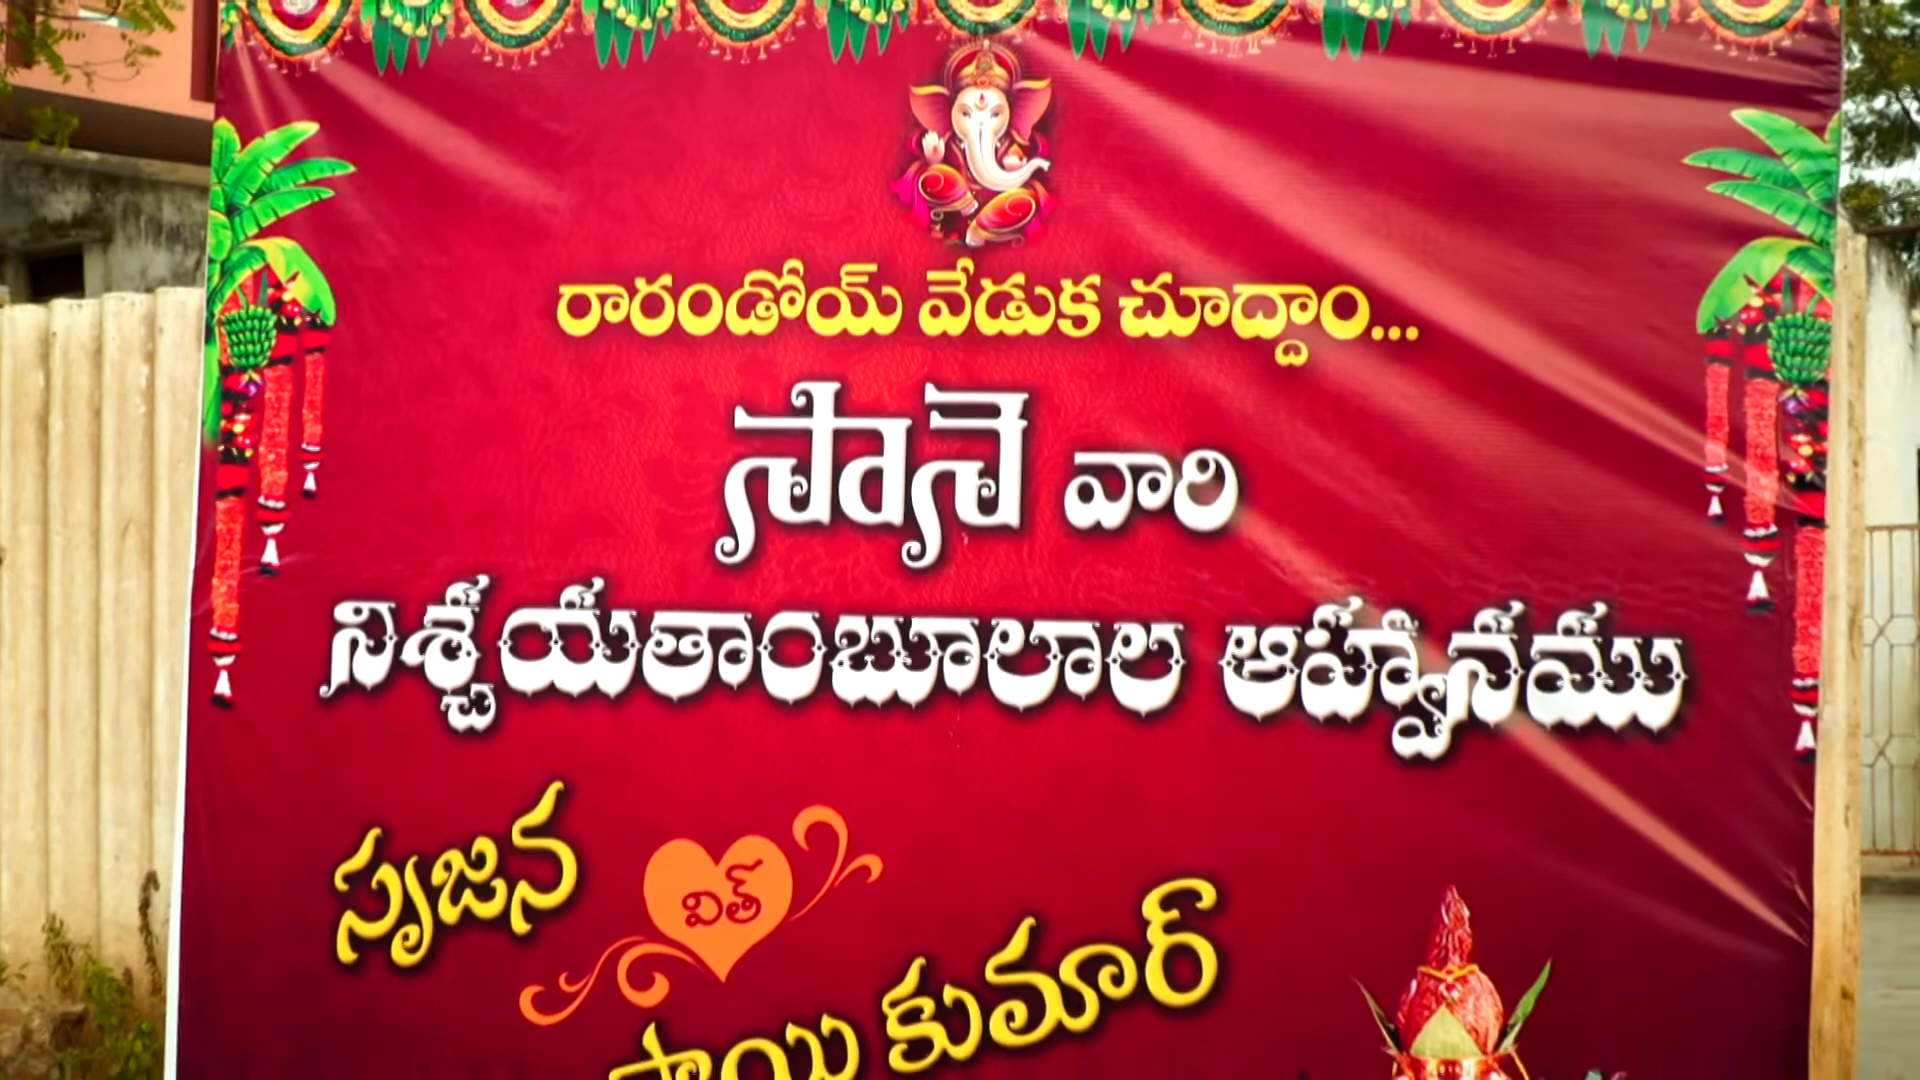 రారండోయ్ వేడుక చూద్దాం...
సానె వారి
నిశ్చయతాంబూలాల ఆహ్వానము
సృజన
విత్
సాయి కుమార్